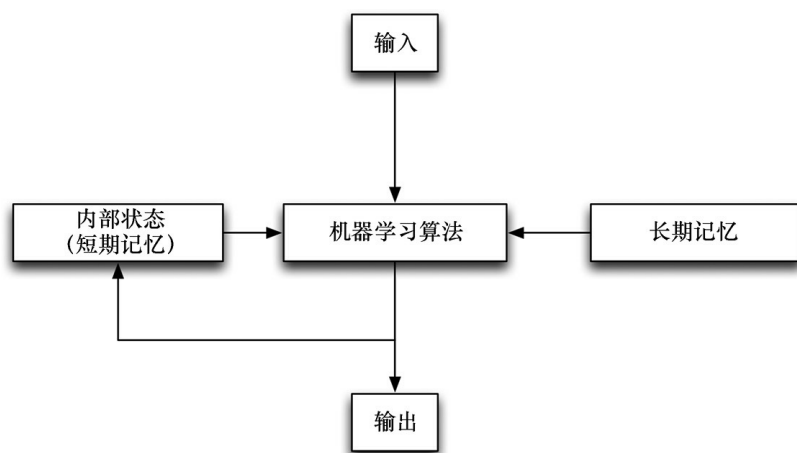 输入
内部状态
(短期记忆)
机器学习算法
长期记忆
输出